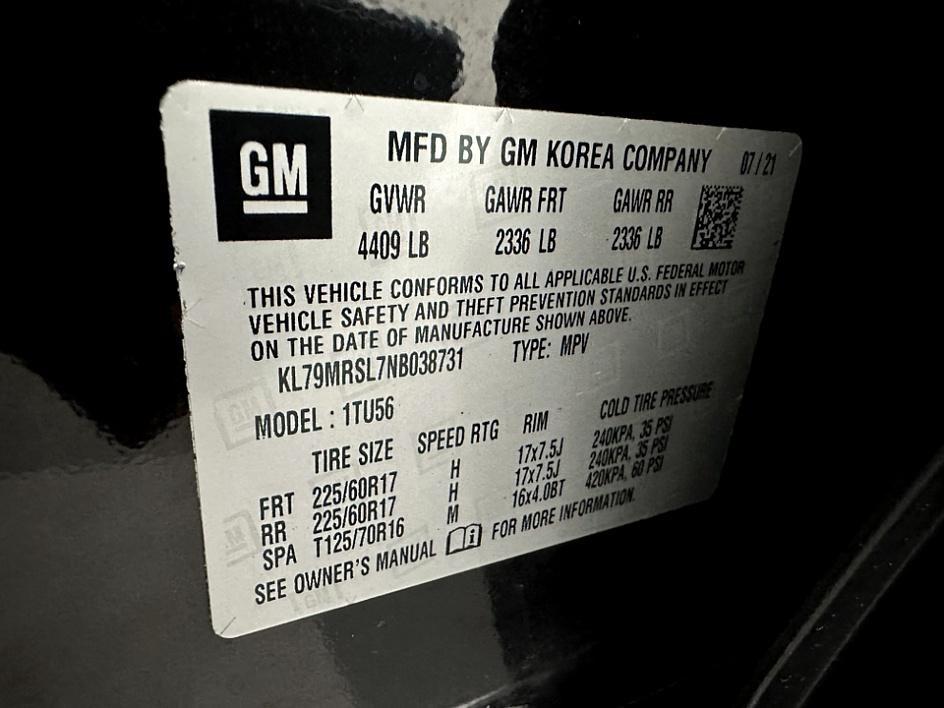 GM
MFD BY GM KOREA COMPANY 07/21
GVWR GAWR FRT GAWR RR
4409 LB 2336 LB 2336 LB
THIS VEHICLE CONFORMS TO ALL APPLICABLE U.S. FEDERAL MOTOR
VEHICLE SAFETY AND THEFT PREVENTION STANDARDS IN EFFECT
ON THE DATE OF MANUFACTURE SHOWN ABOVE.
KL79MRSL7NB038731 TYPE: MPV
MODEL : 1TU56
TIRE SIZE SPEED RTG RIM COLD TIRE PRESSURE
FRT 225/60R17 H 17x7.5J 240KPA, 35 PSI
RR 225/60R17 H 17x7.5J 240KPA, 35 PSI
SPA T125/70R16 M 16x4.0BT 420KPA, 60 PSI
SEE OWNER'S MANUAL FOR MORE INFORMATION.